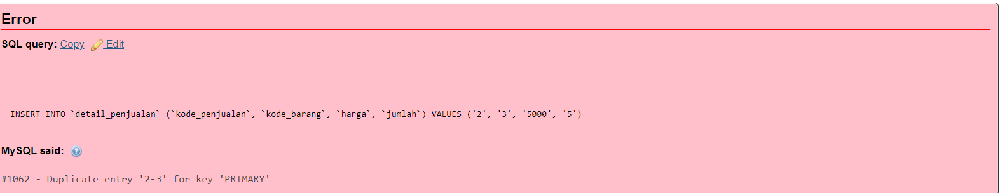 Error
SQL query: Copy Edit
INSERT INTO `detail_penjualan` (`kode_penjualan`, `kode_barang`, `harga`, `jumlah`) VALUES ('2', '3', '5000', '5')
MySQL said:
#1062 - Duplicate entry '2-3' for key 'PRIMARY'